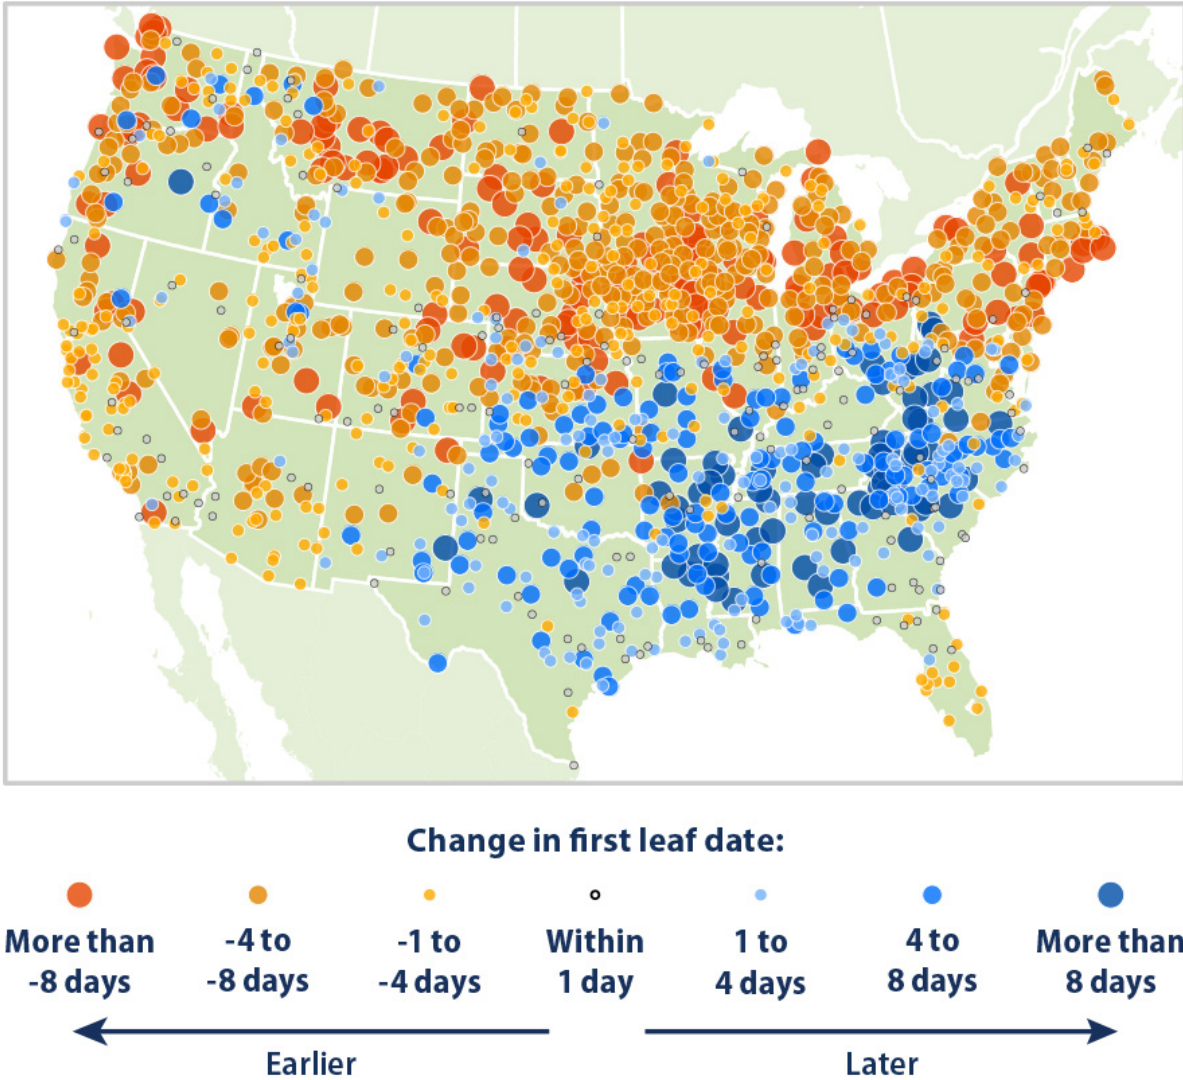 Change in first leaf date:
More than -8 days
-4 to -8 days
-1 to -4 days
Within 1 day
1 to 4 days
4 to 8 days
More than 8 days
Earlier
Later